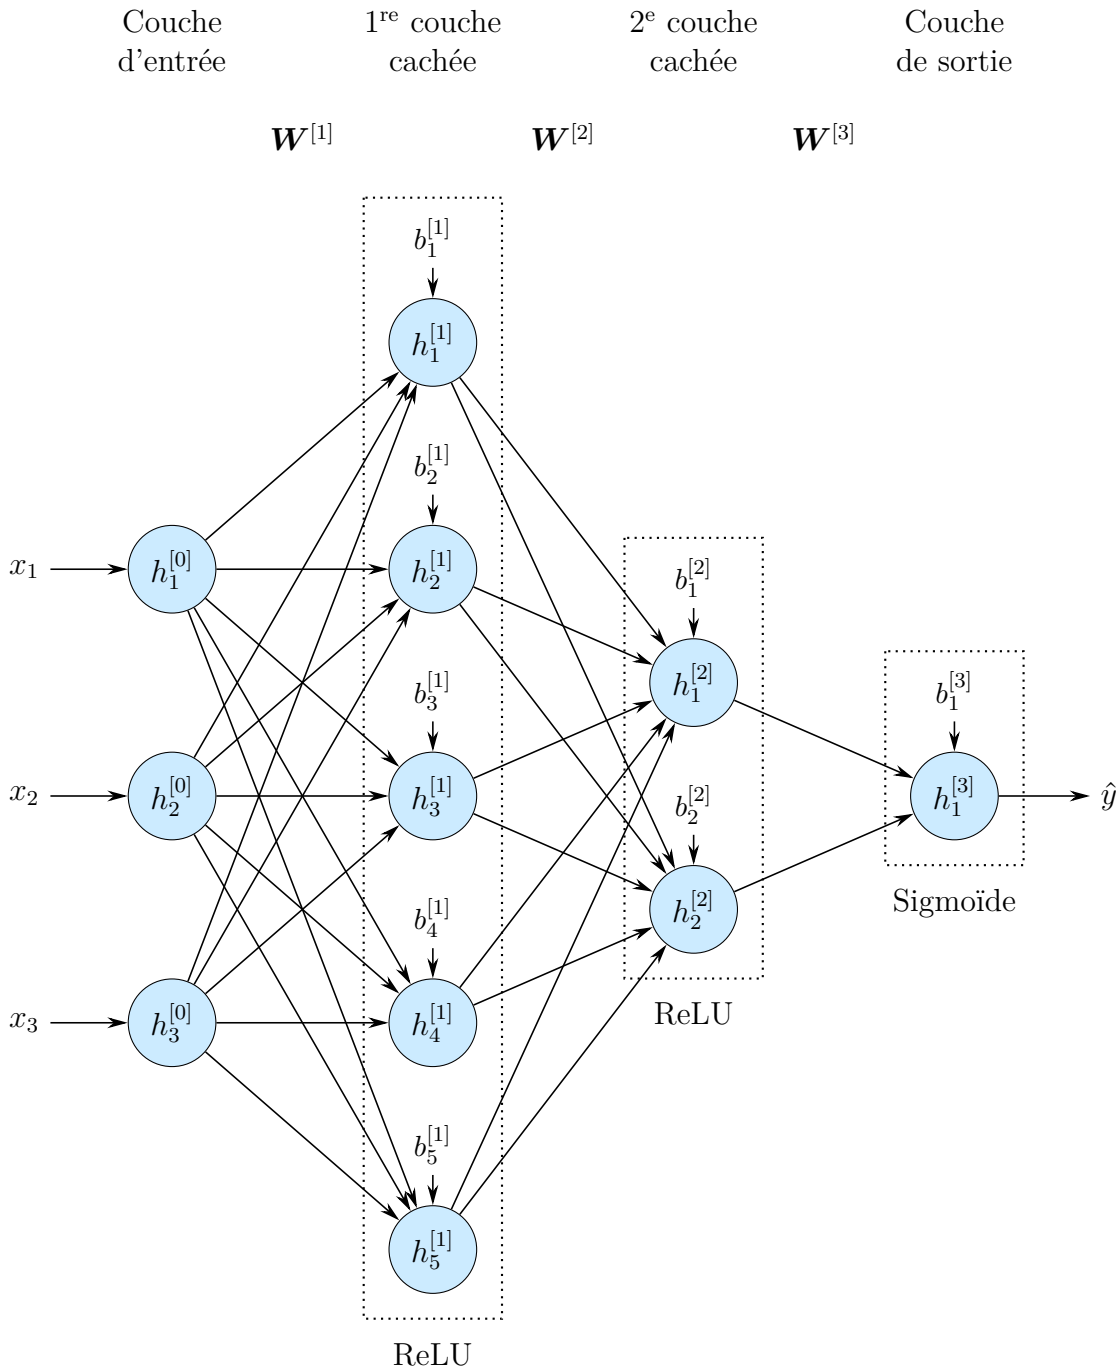 Couche d'entrée
1re couche cachée
2e couche cachée
Couche de sortie
W[1]
W[2]
W[3]
b1[1]
h1[1]
b2[1]
x1
h1[0]
h2[1]
b1[2]
h1[2]
b3[1]
b1[3]
x2
h2[0]
h3[1]
b2[2]
h1[3]
ŷ
Sigmoïde
b4[1]
h2[2]
x3
h3[0]
h4[1]
ReLU
b5[1]
h5[1]
ReLU